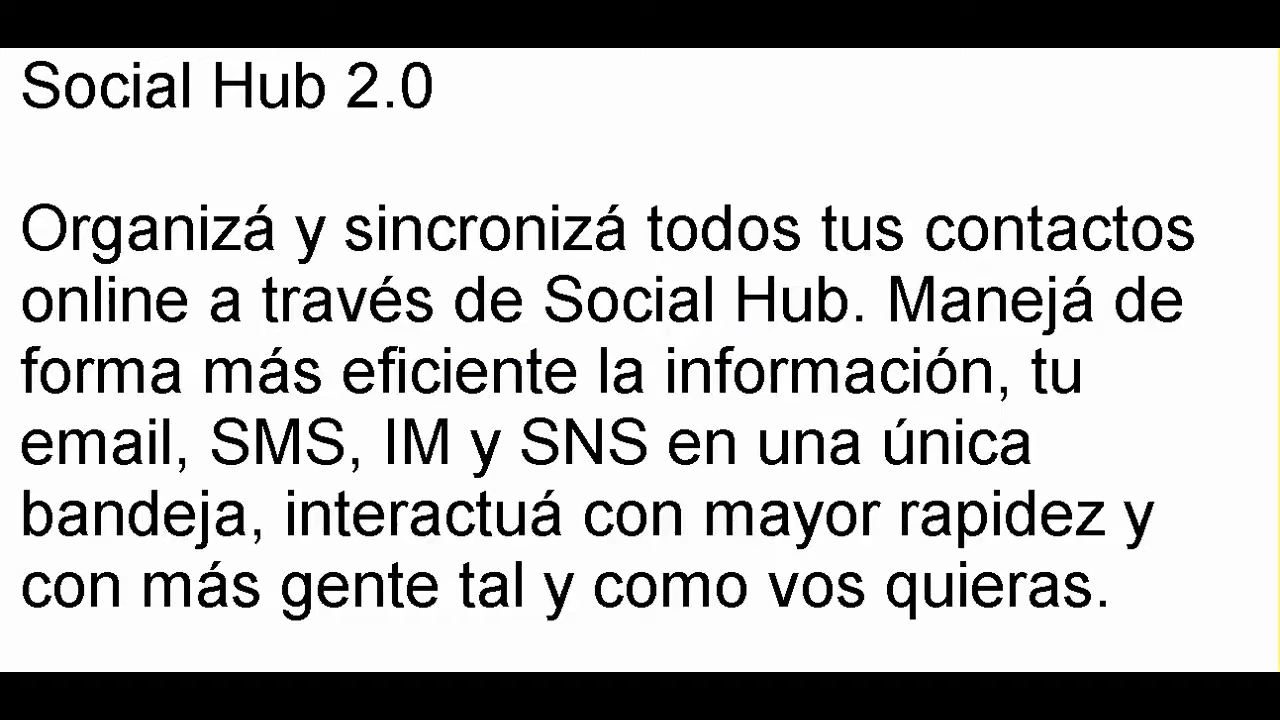 Social Hub 2.0
Organizá y sincronizá todos tus contactos
online a través de Social Hub. Manejá de
forma más eficiente la información, tu
email, SMS, IM y SNS en una única
bandeja, interactuá con mayor rapidez y
con más gente tal y como vos quieras.